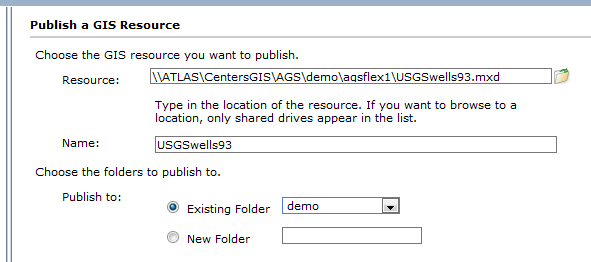 Publish a GIS Resource
Choose the GIS resource you want to publish.
Resource: \\ATLAS\CentersGIS\AGS\demo\aqsflex1\USGSwells93.mxd
Type in the location of the resource. If you want to browse to a
location, only shared drives appear in the list.
Name: USGSwells93
Choose the folders to publish to.
Publish to: Existing Folder demo
New Folder